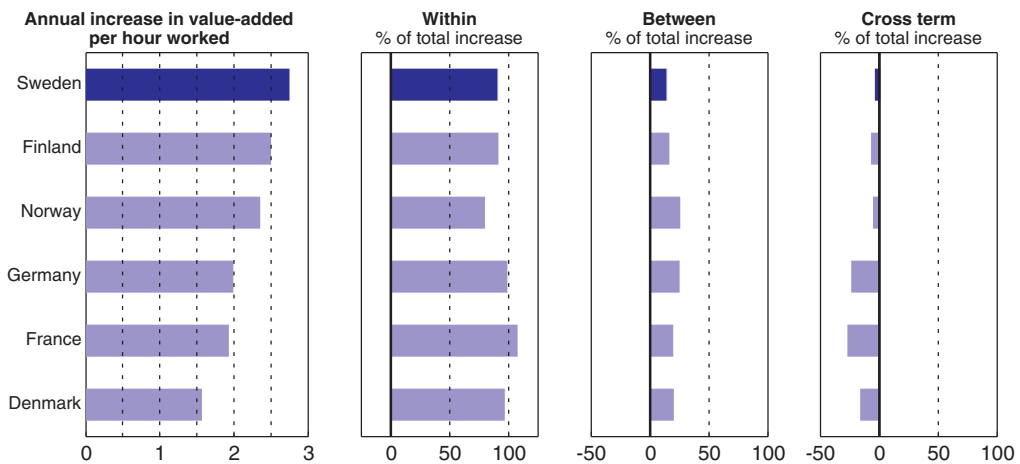 Annual increase in value-added
per hour worked
Within
% of total increase
Between
% of total increase
Cross term
% of total increase
Sweden
Finland
Norway
Germany
France
Denmark
0 1 2 3
0 50 100
-50 0 50 100
-50 0 50 100